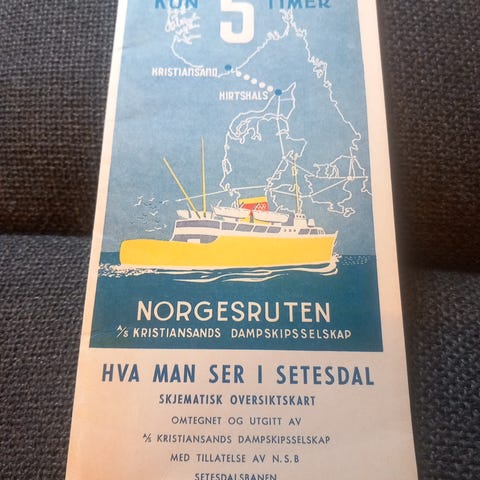 KUN 5 TIMER
KRISTIANSAND
HIRTSHALS
NORGESRUTEN
A/S KRISTIANSANDS DAMPSKIPSSELSKAP
HVA MAN SER I SETESDAL
SKJEMATISK OVERSIKTSKART
OMTEGNET OG UTGITT AV
A/S KRISTIANSANDS DAMPSKIPSSELSKAP
MED TILLATELSE AV N.S.B
SETESDALSBANEN